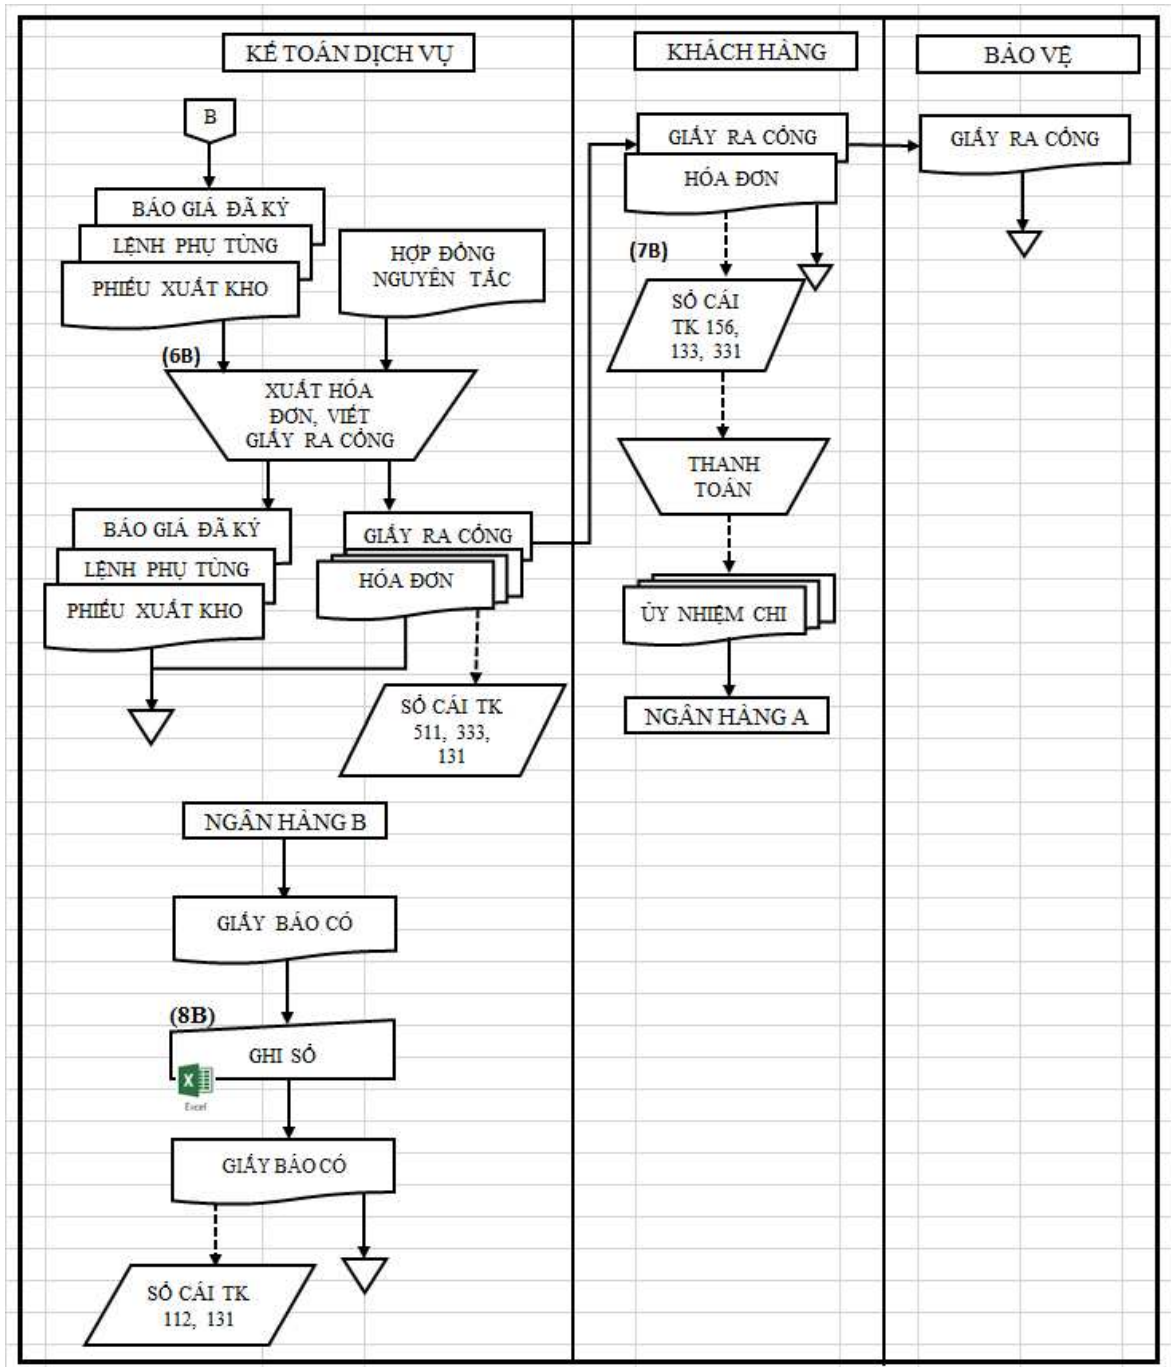 KẾ TOÁN DỊCH VỤ
KHÁCH HÀNG
BẢO VỆ
B
BÁO GIÁ ĐÃ KÝ
LỆNH PHỤ TÙNG
PHIẾU XUẤT KHO
HỢP ĐỒNG
NGUYÊN TẮC
(6B)
XUẤT HÓA
ĐƠN, VIẾT
GIẤY RA CỔNG
BÁO GIÁ ĐÃ KÝ
LỆNH PHỤ TÙNG
PHIẾU XUẤT KHO
GIẤY RA CỔNG
HÓA ĐƠN
SỔ CÁI TK
511, 333,
131
NGÂN HÀNG B
GIẤY BÁO CÓ
(8B)
GHI SỔ
Excel
GIẤY BÁO CÓ
SỔ CÁI TK
112, 131
GIẤY RA CỔNG
HÓA ĐƠN
(7B)
SỔ CÁI
TK 156,
133, 331
THANH
TOÁN
ỦY NHIỆM CHI
NGÂN HÀNG A
GIẤY RA CỔNG